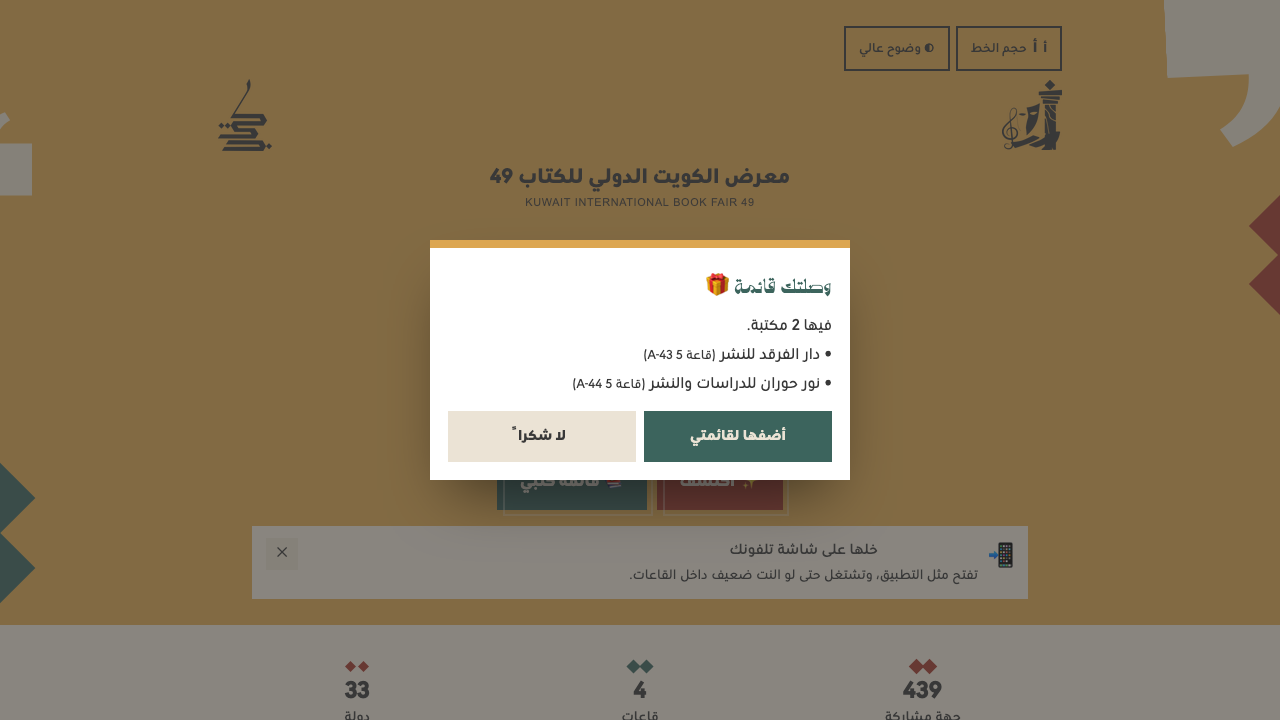 أ أ حجم الخط
◐ وضوح عالي
معرض الكويت الدولي للكتاب 49
KUWAIT INTERNATIONAL BOOK FAIR 49
وصلتك قائمة 🎁
فيها 2 مكتبة.
• دار الفرقد للنشر (قاعة 5 A-43)
• نور حوران للدراسات والنشر (قاعة 5 A-44)
أضفها لقائمتي
لا شكراً
خلها على شاشة تلفونك
تفتح مثل التطبيق، وتشتغل حتى لو النت ضعيف داخل القاعات.
439
جهة مشاركة
4
قاعات
33
دولة